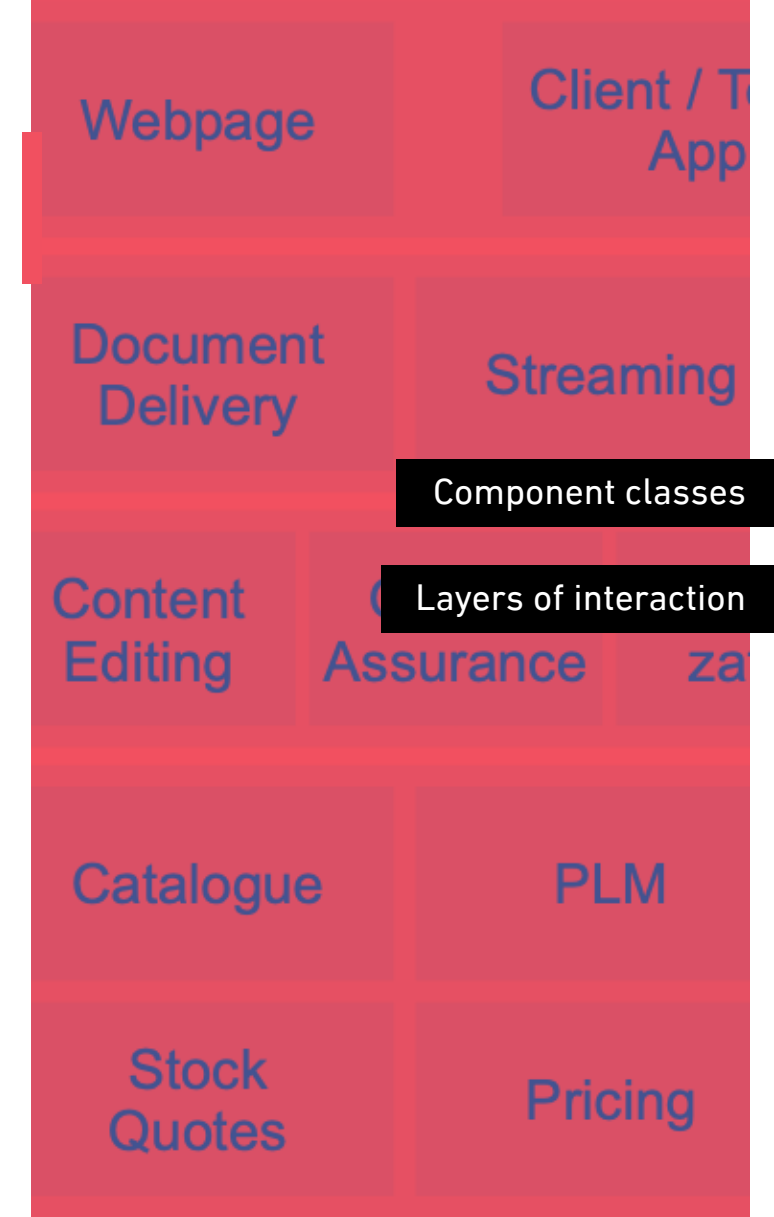 Webpage
Client /
App
Document
Delivery
Streaming
Component classes
Layers of interaction
Content
Editing
Assurance
Catalogue
PLM
Stock
Quotes
Pricing